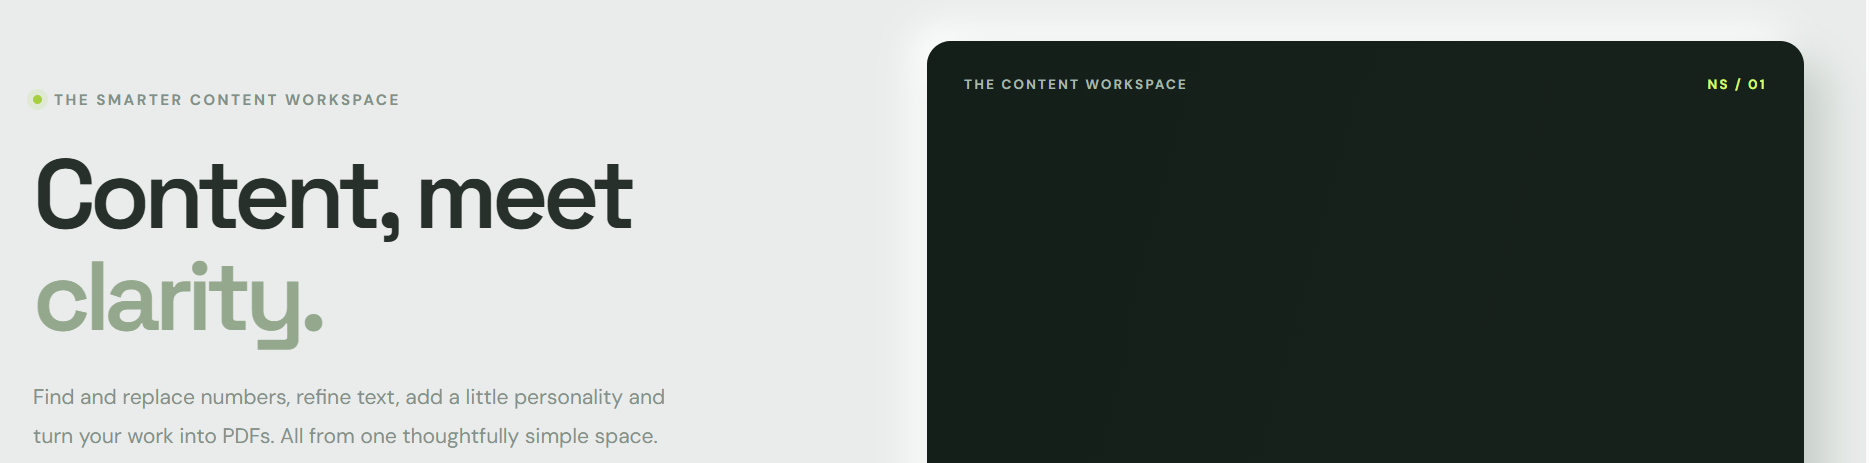 THE SMARTER CONTENT WORKSPACE
Content, meet
clarity.
Find and replace numbers, refine text, add a little personality and
turn your work into PDFs. All from one thoughtfully simple space.
THE CONTENT WORKSPACE
NS / 01